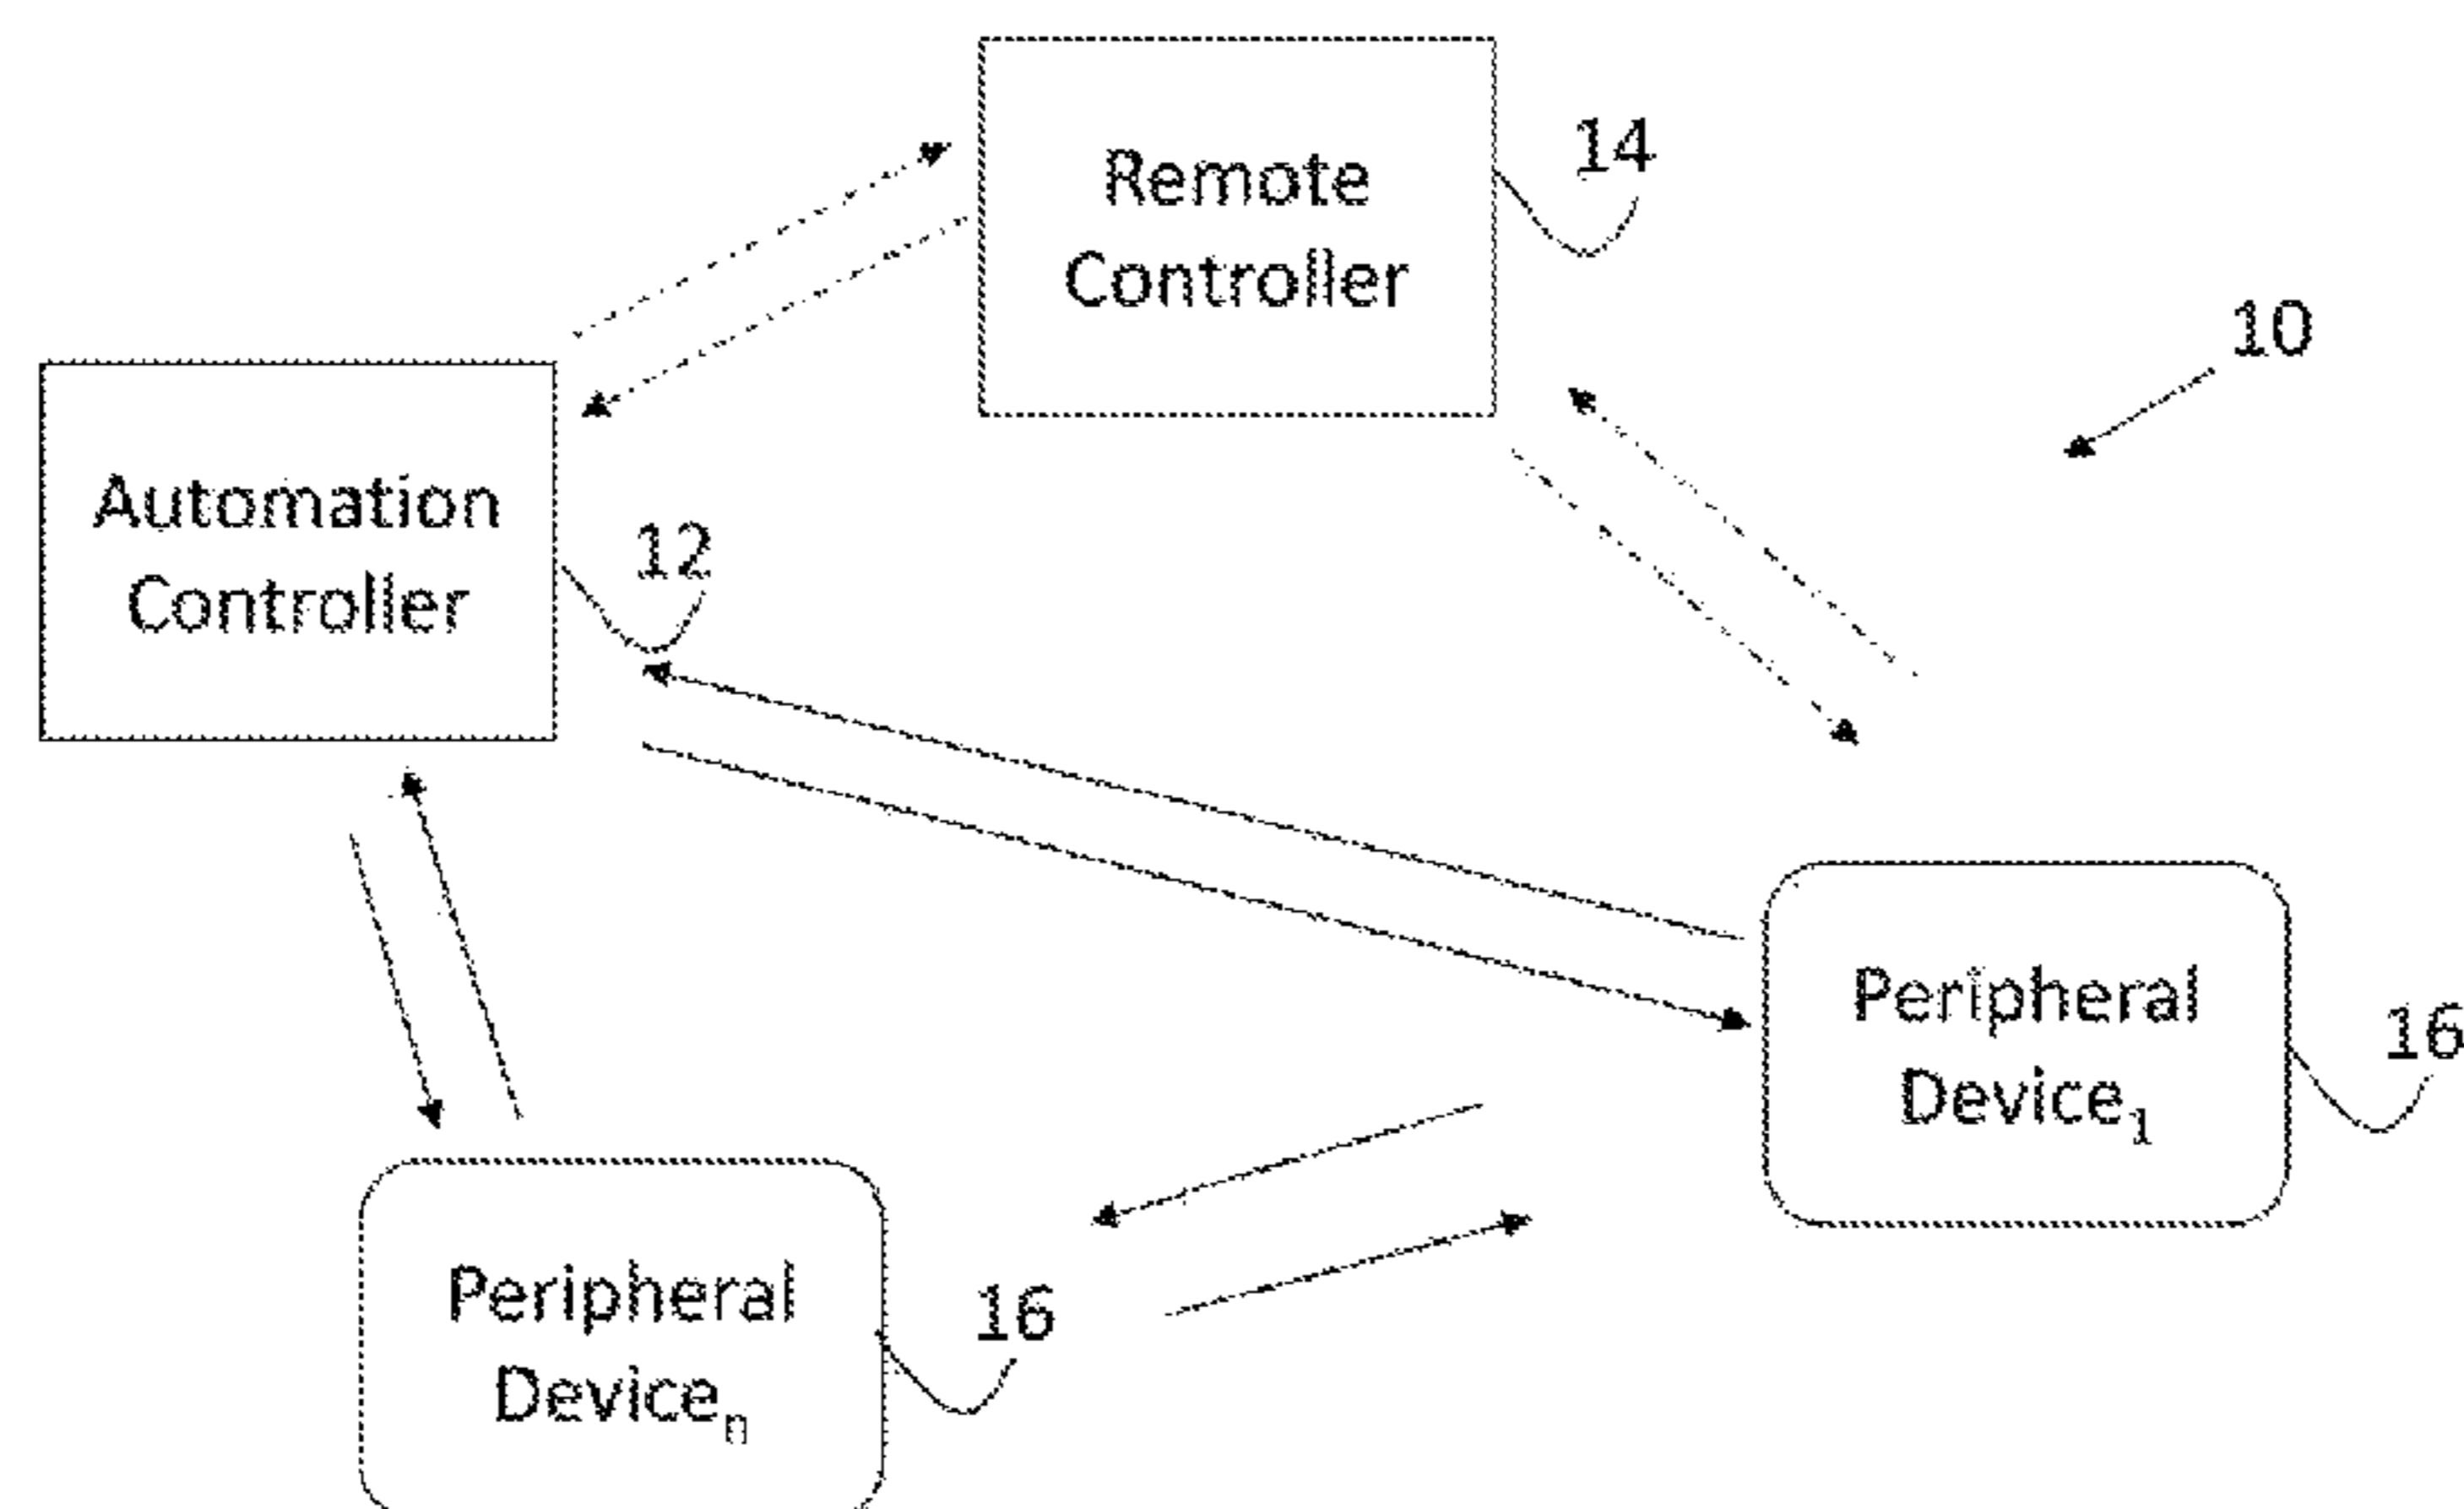 Remote
Controller
14
10
Automation
Controller
12
Peripheral
Device1
16
Peripheral
Devicen
16